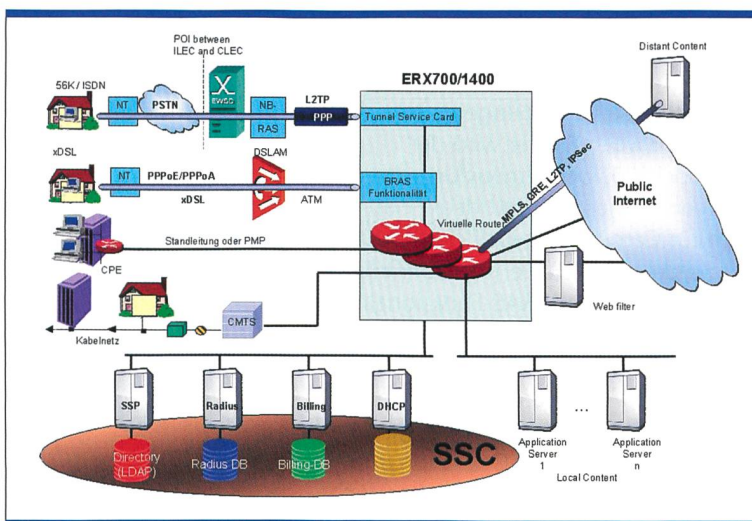 POI between
ILEC and CLEC
ERX700/1400
Distant Content
56K / ISDN
NT
PSTN
EWSD
NB-
RAS
L2TP
PPP
Tunnel Service Card
xDSL
NT
PPPoE/PPPoA
xDSL
DSLAM
ATM
BRAS
Funktionalität
MPLS, GRE, L2TP, IPSec
Public
Internet
Virtuelle Router
Standleitung oder PMP
CPE
Web filter
CMTS
Kabelnetz
SSP
Radius
Billing
DHCP
...
Directory
(LDAP)
Radius DB
Billing-DB
SSC
Application
Server
1
Application
Server
n
Local Content